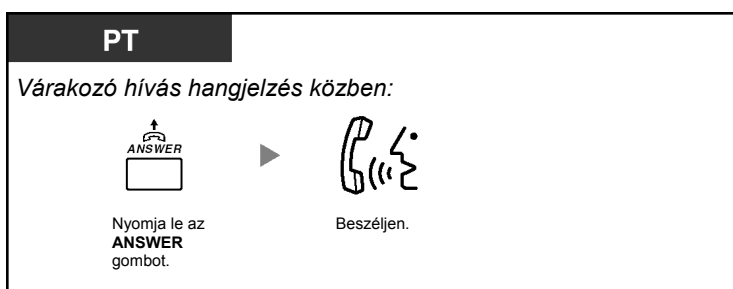 PT
Várakozó hívás hangjelzés közben:
ANSWER
Nyomja le az
ANSWER
gombot.
Beszéljen.